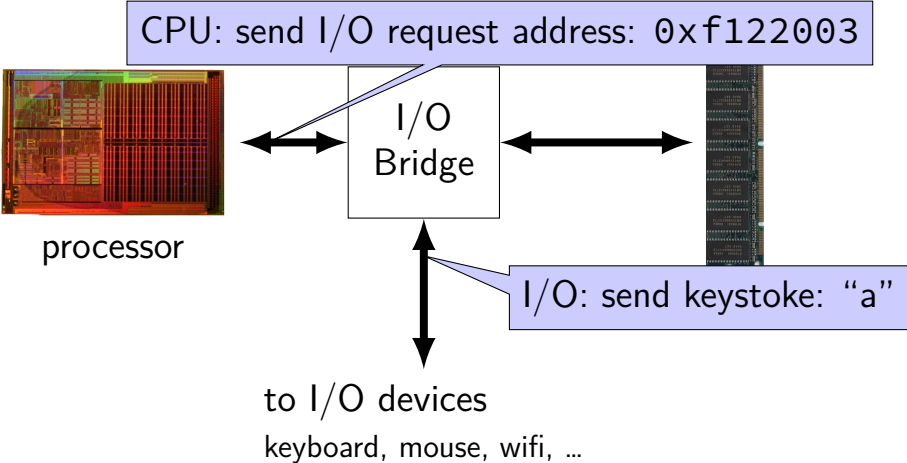 CPU: send I/O request address: 0xf122003
I/O
Bridge
processor
I/O: send keystoke: “a”
to I/O devices
keyboard, mouse, wifi, …